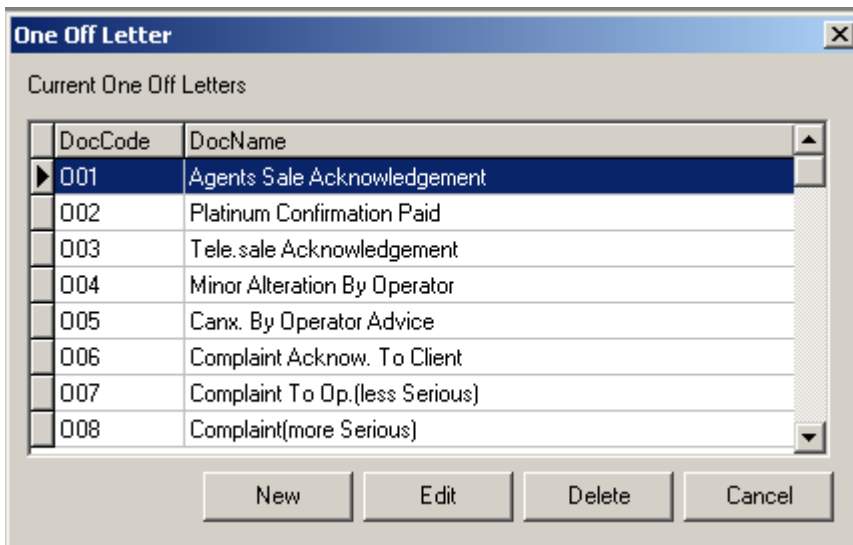 One Off Letter
Current One Off Letters
DocCode DocName
O01 Agents Sale Acknowledgement
O02 Platinum Confirmation Paid
O03 Tele.sale Acknowledgement
O04 Minor Alteration By Operator
O05 Canx. By Operator Advice
O06 Complaint Acknow. To Client
O07 Complaint To Op.(less Serious)
O08 Complaint(more Serious)
New Edit Delete Cancel